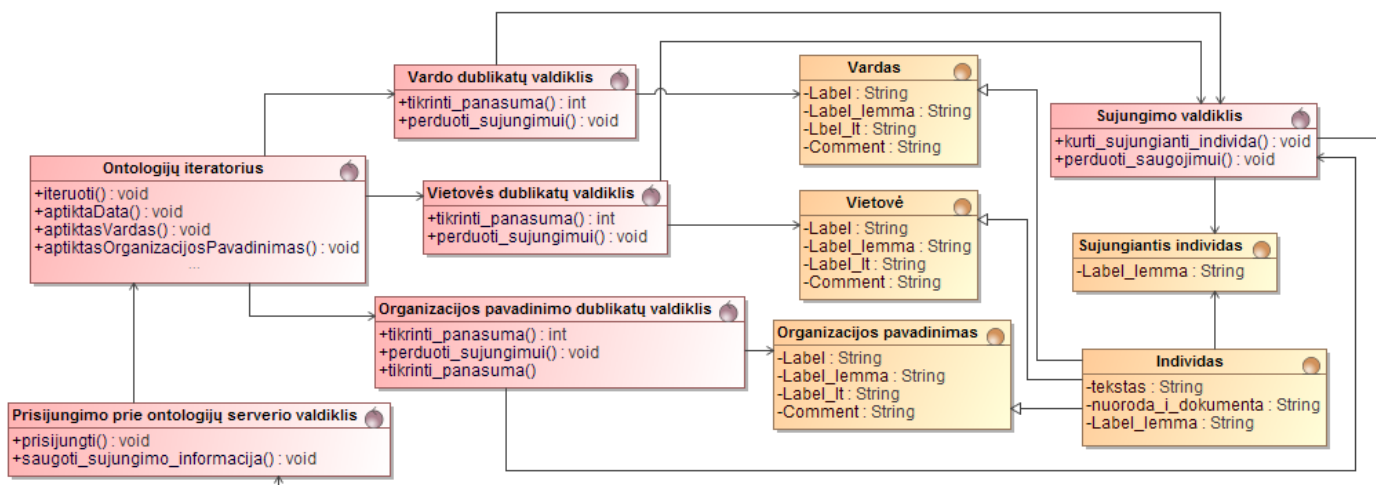 Vardo dublikatų valdiklis
+tikrinti_panasuma() : int
+perduoti_sujungimui() : void
Vardas
-Label : String
-Label_lemma : String
-Lbel_lt : String
-Comment : String
Sujungimo valdiklis
+kurti_sujungianti_individa() : void
+perduoti_saugojimui() : void
Ontologijų iteratorius
+iteruoti() : void
+aptiktaData() : void
+aptiktasVardas() : void
+aptiktasOrganizacijosPavadinimas() : void
...
Vietovės dublikatų valdiklis
+tikrinti_panasuma() : int
+perduoti_sujungimui() : void
Vietovė
-Label : String
-Label_lemma : String
-Label_lt : String
-Comment : String
Sujungiantis individas
-Label_lemma : String
Organizacijos pavadinimo dublikatų valdiklis
+tikrinti_panasuma() : int
+perduoti_sujungimui() : void
+tikrinti_panasuma()
Organizacijos pavadinimas
-Label : String
-Label_lemma : String
-Label_lt : String
-Comment : String
Individas
-tekstas : String
-nuoroda_i_dokumenta : String
-Label_lemma : String
Prisijungimo prie ontologijų serverio valdiklis
+prisijungti() : void
+saugoti_sujungimo_informacija() : void